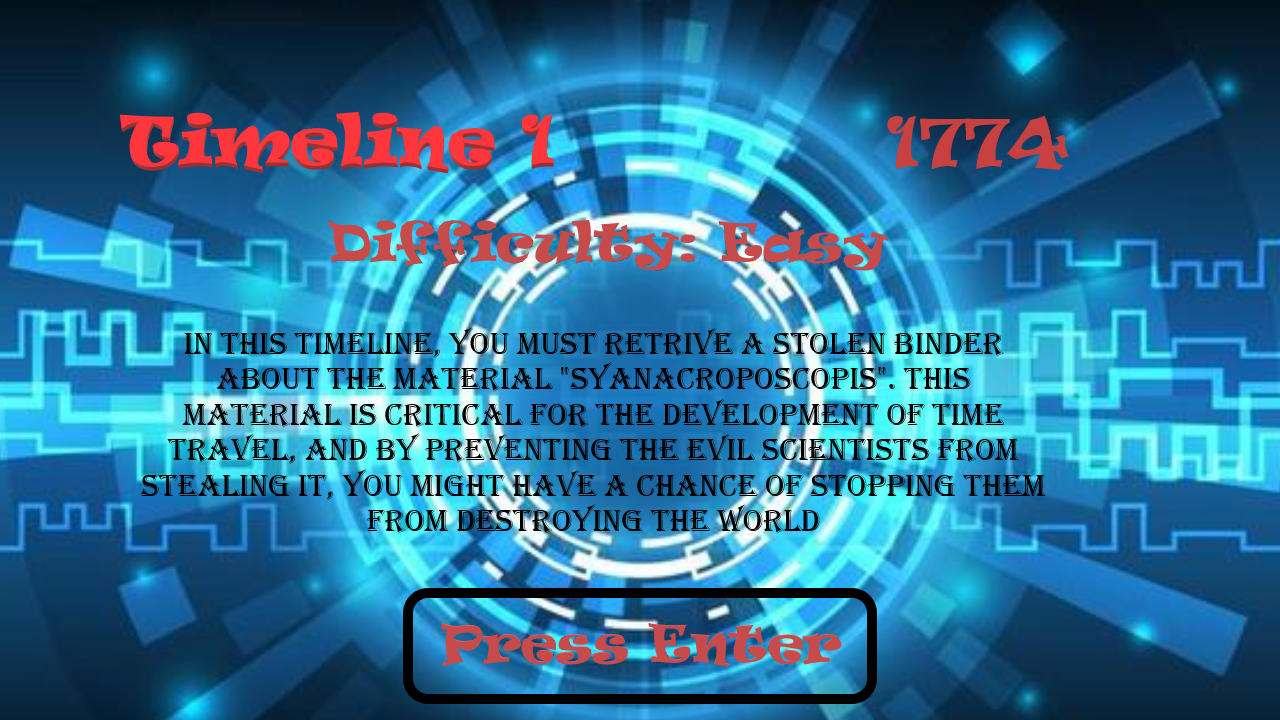 Timeline 1 1774
Difficulty: Easy
IN THIS TIMELINE, YOU MUST RETRIVE A STOLEN BINDER
ABOUT THE MATERIAL "SYANACROPOSCOPIS". THIS
MATERIAL IS CRITICAL FOR THE DEVELOPMENT OF TIME
TRAVEL, AND BY PREVENTING THE EVIL SCIENTISTS FROM
STEALING IT, YOU MIGHT HAVE A CHANCE OF STOPPING THEM
FROM DESTROYING THE WORLD
Press Enter